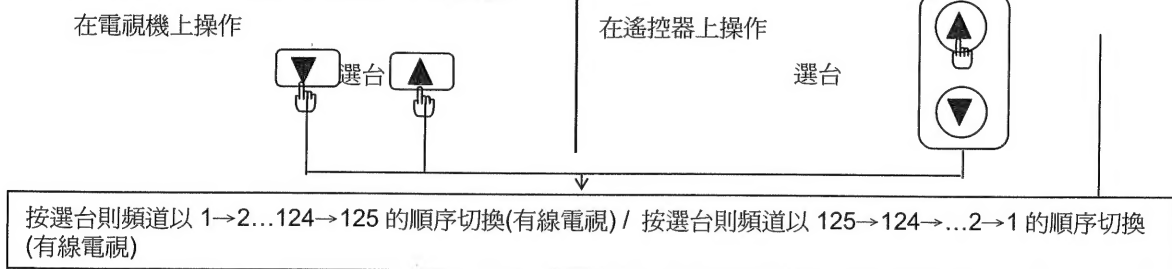 在電視機上操作
▼ 選台 ▲
在遙控器上操作
選台
▲
▼
按選台則頻道以 1→2…124→125 的順序切換(有線電視) / 按選台則頻道以 125→124→…2→1 的順序切換
(有線電視)